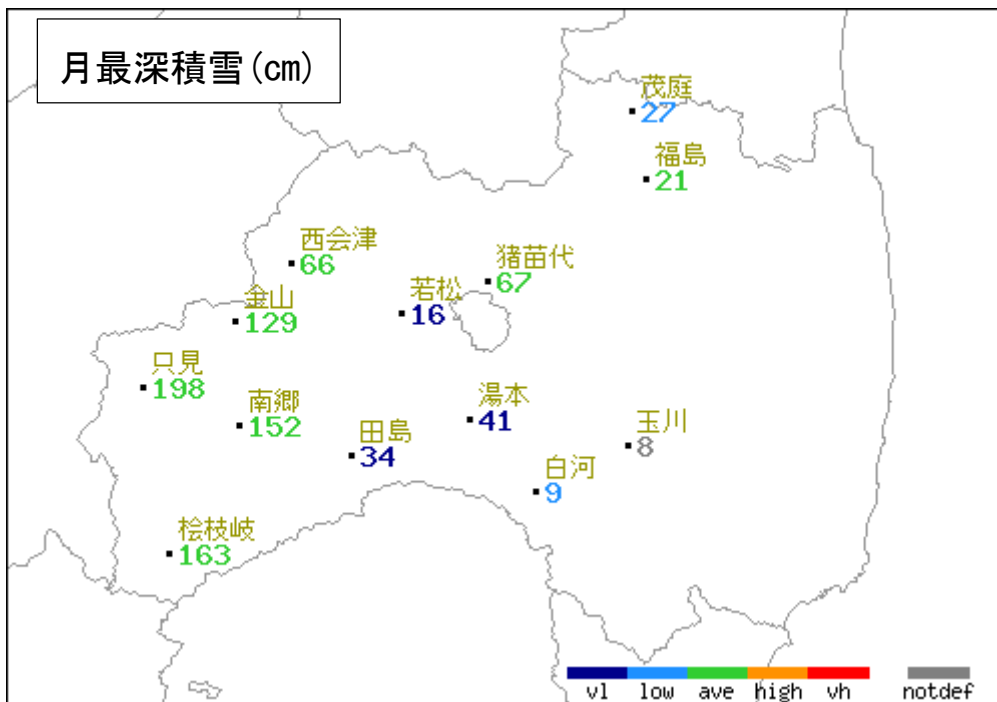 月最深積雪(cm)
茂庭
27
福島
21
西会津
66
猪苗代
67
若松
16
金山
129
只見
198
南郷
152
湯本
41
田島
34
玉川
8
白河
9
桧枝岐
163
vl low ave high vh notdef